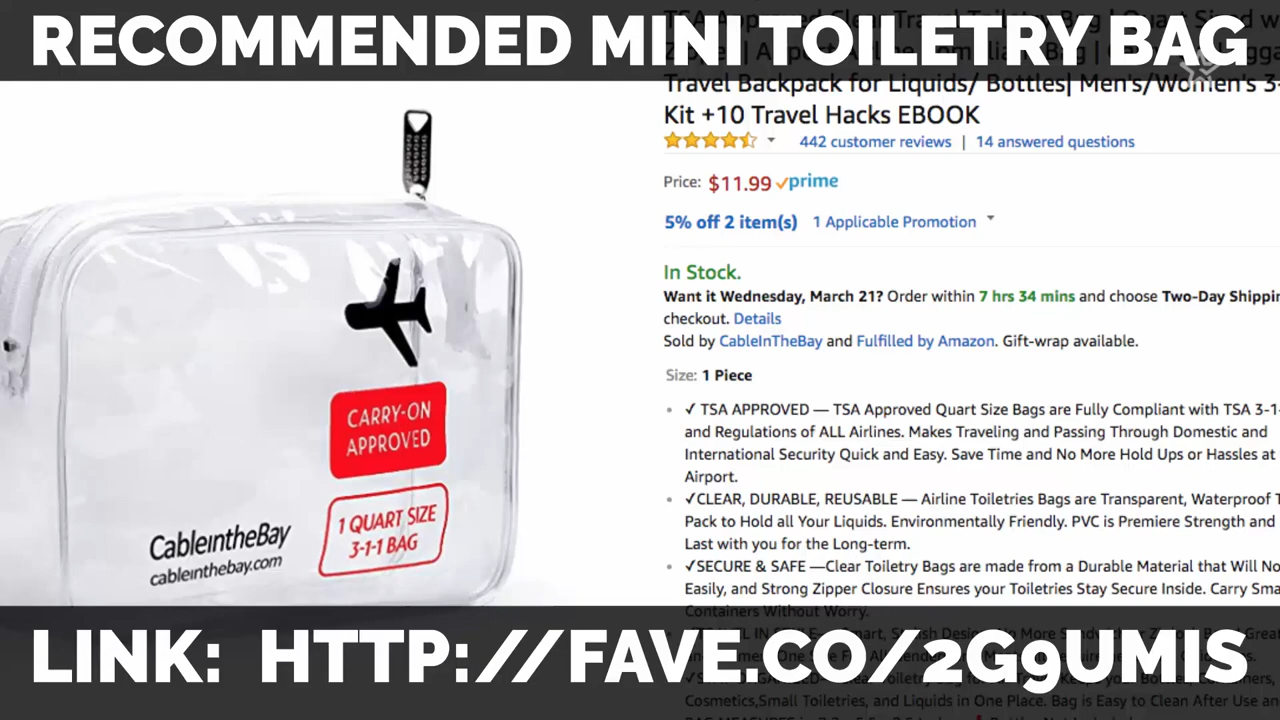 RECOMMENDED MINI TOILETRY BAG
Travel Backpack for Liquids/ Bottles| Men's/Women's 3-
Kit +10 Travel Hacks EBOOK
442 customer reviews | 14 answered questions
Price: $11.99 prime
5% off 2 item(s) 1 Applicable Promotion
In Stock.
Want it Wednesday, March 21? Order within 7 hrs 34 mins and choose Two-Day Shippin
checkout. Details
Sold by CableInTheBay and Fulfilled by Amazon. Gift-wrap available.
Size: 1 Piece
✓ TSA APPROVED — TSA Approved Quart Size Bags are Fully Compliant with TSA 3-1-
and Regulations of ALL Airlines. Makes Traveling and Passing Through Domestic and
International Security Quick and Easy. Save Time and No More Hold Ups or Hassles at
Airport.
✓CLEAR, DURABLE, REUSABLE — Airline Toiletries Bags are Transparent, Waterproof T
Pack to Hold all Your Liquids. Environmentally Friendly. PVC is Premiere Strength and
Last with you for the Long-term.
✓SECURE & SAFE —Clear Toiletry Bags are made from a Durable Material that Will No
Easily, and Strong Zipper Closure Ensures your Toiletries Stay Secure Inside. Carry Sma
Containers Without Worry.
CARRY-ON
APPROVED
1 QUART SIZE
3-1-1 BAG
CableintheBay
cableinthebay.com
LINK: HTTP://FAVE.CO/2G9UMIS
Cosmetics,Small Toiletries, and Liquids in One Place. Bag is Easy to Clean After Use an